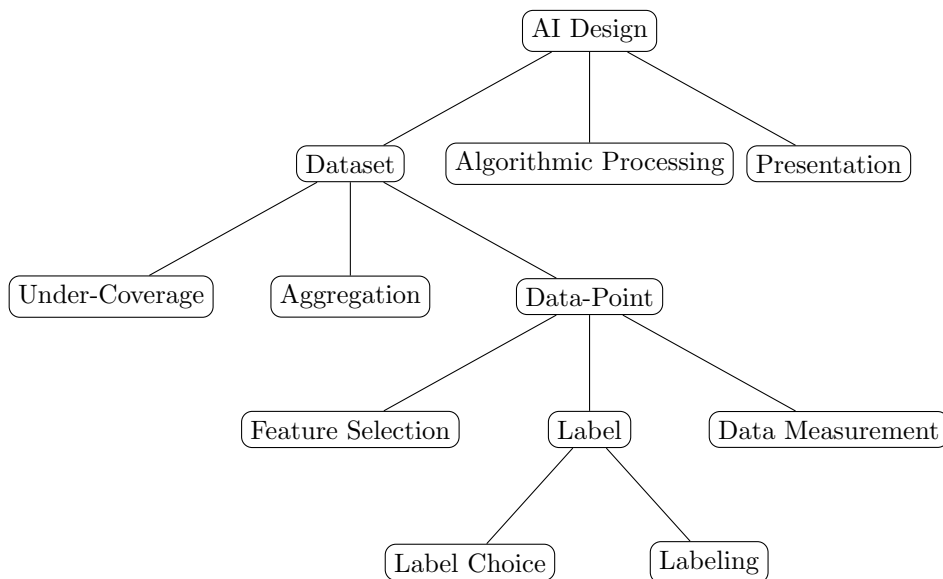 AI Design
Dataset
Algorithmic Processing
Presentation
Under-Coverage
Aggregation
Data-Point
Feature Selection
Label
Data Measurement
Label Choice
Labeling